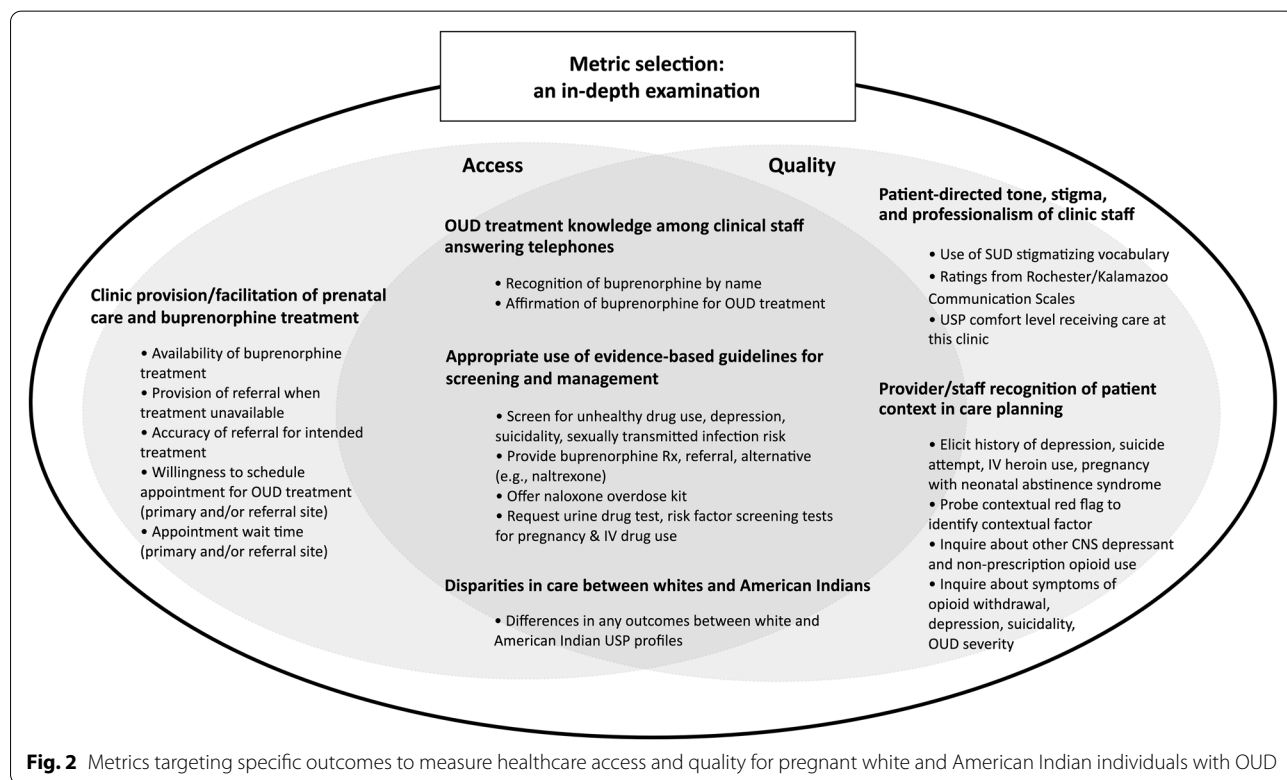 Metric selection:
an in-depth examination
Access
Quality
Clinic provision/facilitation of prenatal
care and buprenorphine treatment
• Availability of buprenorphine
treatment
• Provision of referral when
treatment unavailable
• Accuracy of referral for intended
treatment
• Willingness to schedule
appointment for OUD treatment
(primary and/or referral site)
• Appointment wait time
(primary and/or referral site)
OUD treatment knowledge among clinical staff
answering telephones
• Recognition of buprenorphine by name
• Affirmation of buprenorphine for OUD treatment
Appropriate use of evidence-based guidelines for
screening and management
• Screen for unhealthy drug use, depression,
suicidality, sexually transmitted infection risk
• Provide buprenorphine Rx, referral, alternative
(e.g., naltrexone)
• Offer naloxone overdose kit
• Request urine drug test, risk factor screening tests
for pregnancy & IV drug use
Disparities in care between whites and American Indians
• Differences in any outcomes between white and
American Indian USP profiles
Patient-directed tone, stigma,
and professionalism of clinic staff
• Use of SUD stigmatizing vocabulary
• Ratings from Rochester/Kalamazoo
Communication Scales
• USP comfort level receiving care at
this clinic
Provider/staff recognition of patient
context in care planning
• Elicit history of depression, suicide
attempt, IV heroin use, pregnancy
with neonatal abstinence syndrome
• Probe contextual red flag to
identify contextual factor
• Inquire about other CNS depressant
and non-prescription opioid use
• Inquire about symptoms of
opioid withdrawal,
depression, suicidality,
OUD severity
Fig. 2 Metrics targeting specific outcomes to measure healthcare access and quality for pregnant white and American Indian individuals with OUD